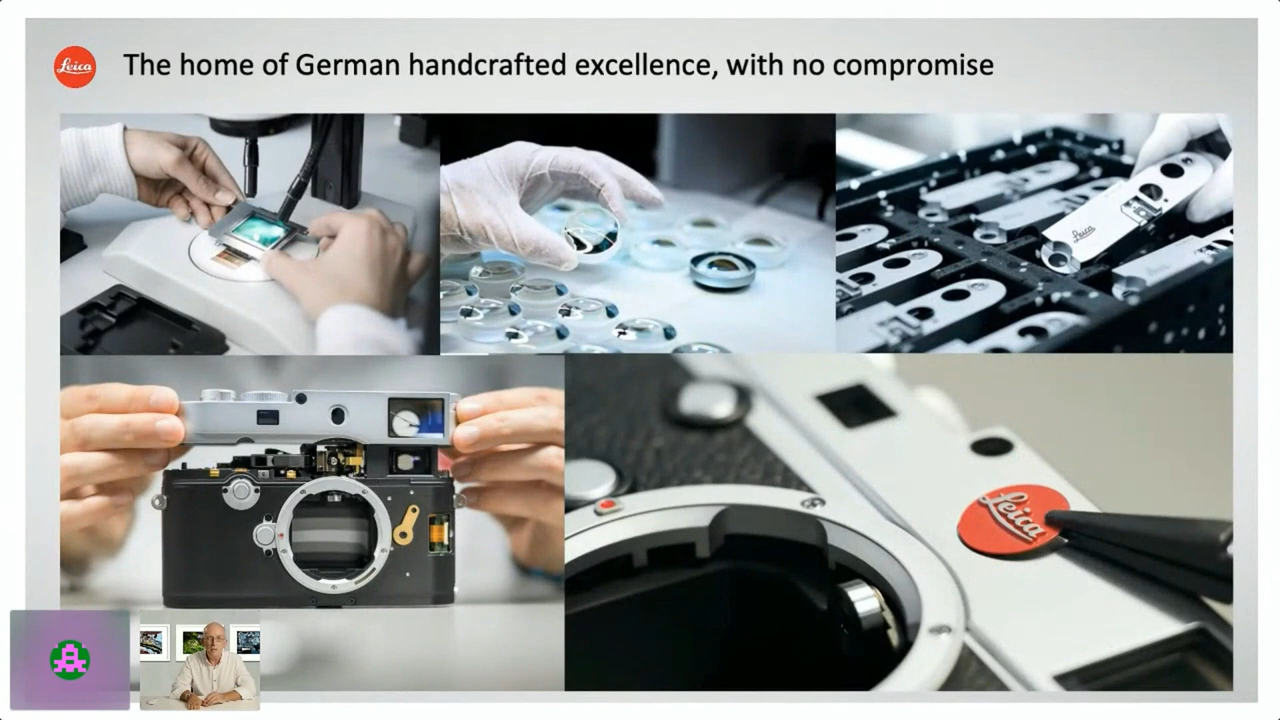 Leica
The home of German handcrafted excellence, with no compromise
Leica
Leica